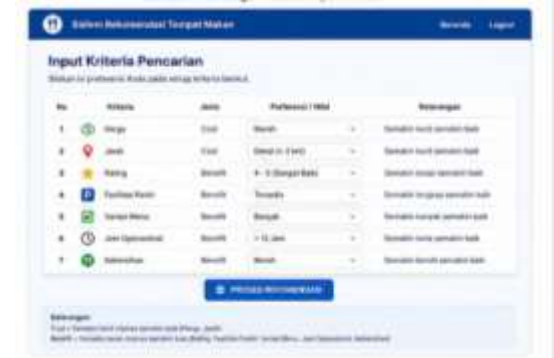 Sistem Rekomendasi Tempat Makan
Beranda Logout
Input Kriteria Pencarian
Silakan isi preferensi Anda pada setiap kriteria berikut.
No Kriteria Jenis Preferensi / Nilai Keterangan
1 Harga Cost Murah Semakin kecil semakin baik
2 Jarak Cost Dekat (< 2 km) Semakin kecil semakin baik
3 Rating Benefit 4 - 5 (Sangat Baik) Semakin besar semakin baik
4 Fasilitas Parkir Benefit Tersedia Semakin lengkap semakin baik
5 Variasi Menu Benefit Banyak Semakin banyak semakin baik
6 Jam Operasional Benefit > 12 Jam Semakin lama semakin baik
7 Kebersihan Benefit Bersih Semakin bersih semakin baik
PROSES REKOMENDASI
Keterangan: